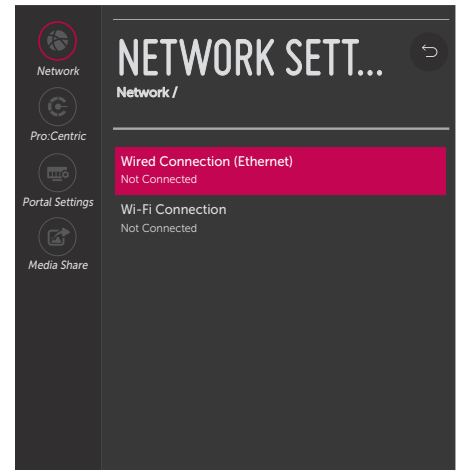 Network
Pro:Centric
Portal Settings
Media Share
NETWORK SETT...
Network /
Wired Connection (Ethernet)
Not Connected
Wi-Fi Connection
Not Connected